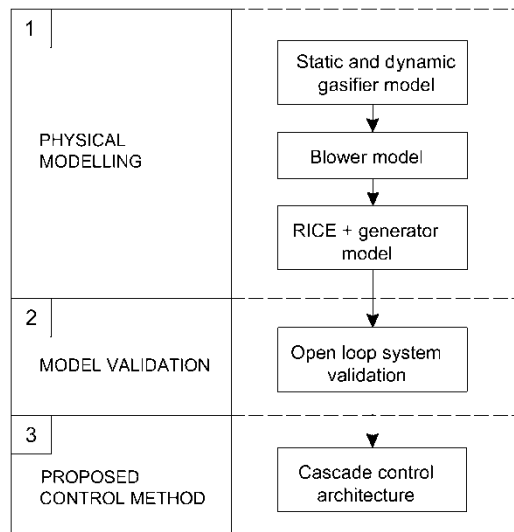 1
PHYSICAL
MODELLING
Static and dynamic
gasifier model
Blower model
RICE + generator
model
2
MODEL VALIDATION
Open loop system
validation
3
PROPOSED
CONTROL METHOD
Cascade control
architecture